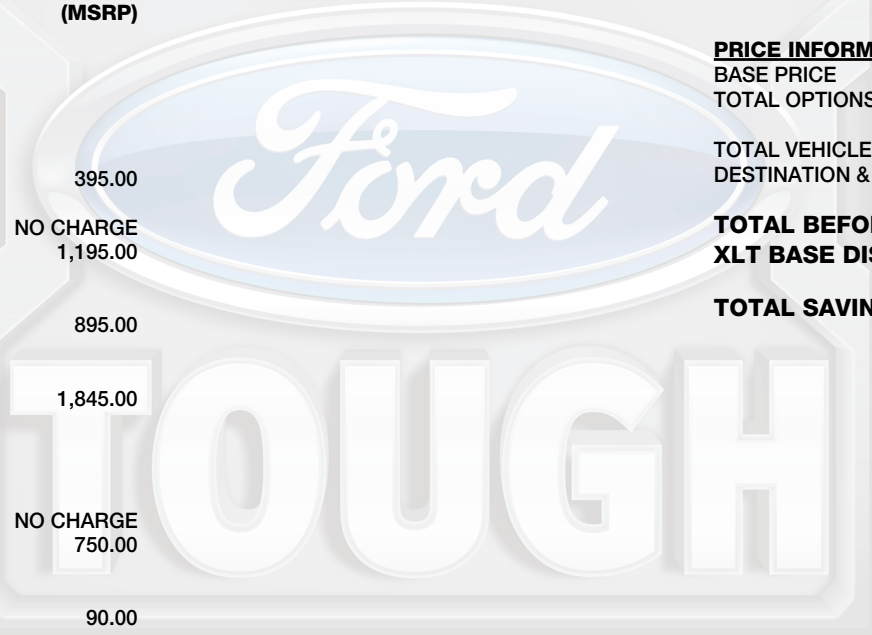 (MSRP)
395.00
NO CHARGE
1,195.00
895.00
1,845.00
NO CHARGE
750.00
90.00
PRICE INFORM
BASE PRICE
TOTAL OPTIONS
TOTAL VEHICLE
DESTINATION &
TOTAL BEFO
XLT BASE DIS
TOTAL SAVIN
Ford
TOUGH